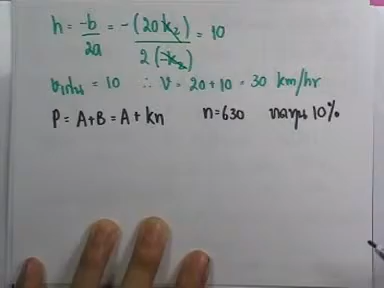 h = -b/2a = -(20k₂)/2(-k₂) = 10
= 10 ∴ V = 20+10 = 30 km/hr
P = A+B = A + kn n=630 10%